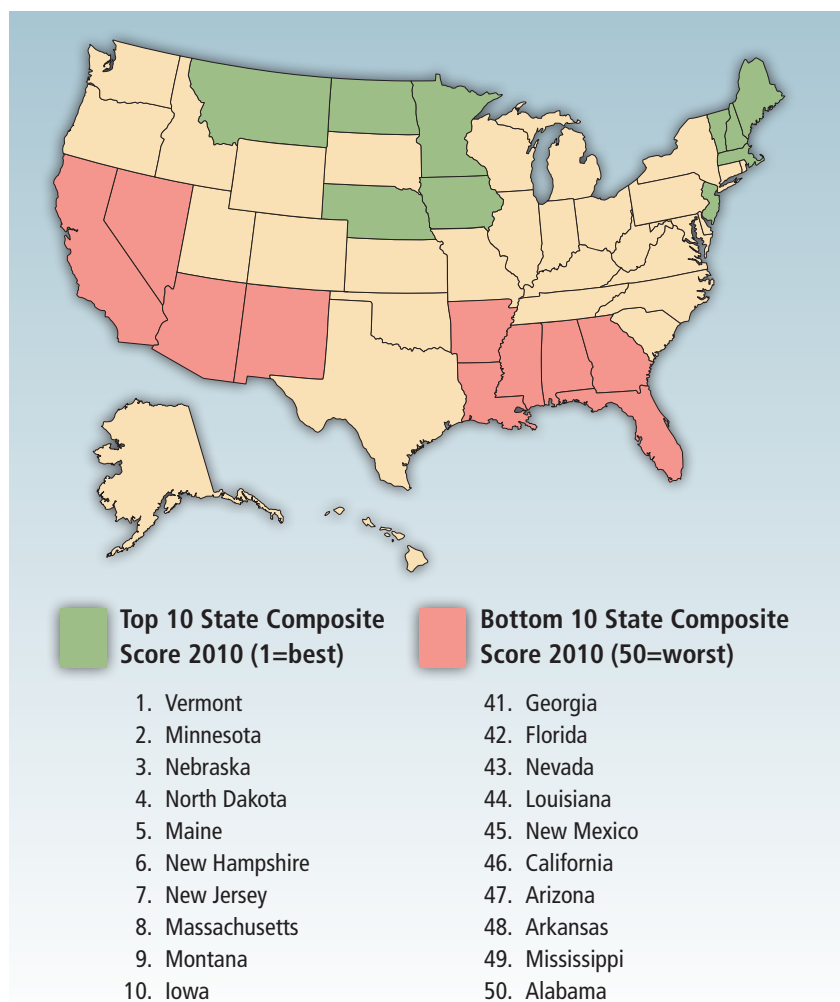 Top 10 State Composite
Score 2010 (1=best)
1. Vermont
2. Minnesota
3. Nebraska
4. North Dakota
5. Maine
6. New Hampshire
7. New Jersey
8. Massachusetts
9. Montana
10. Iowa
Bottom 10 State Composite
Score 2010 (50=worst)
41. Georgia
42. Florida
43. Nevada
44. Louisiana
45. New Mexico
46. California
47. Arizona
48. Arkansas
49. Mississippi
50. Alabama